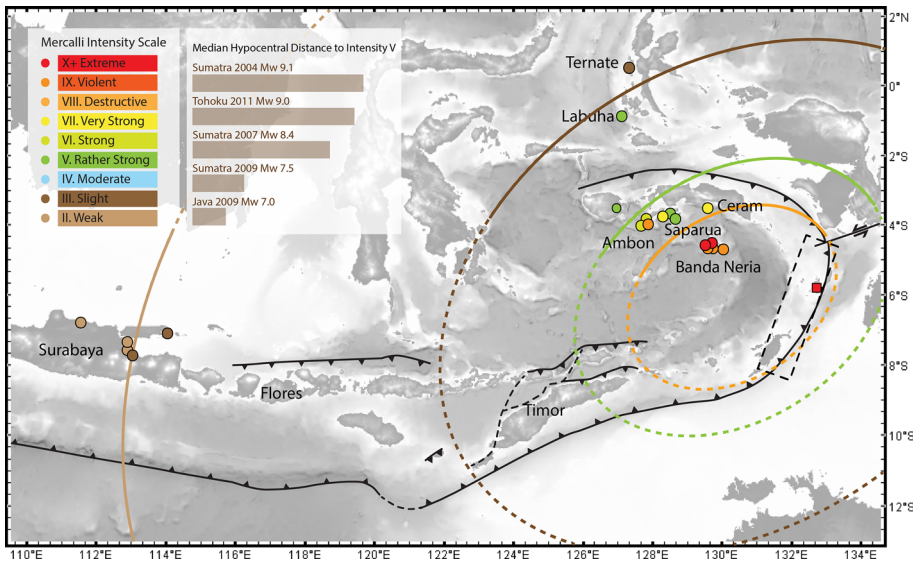 Mercalli Intensity Scale
X+ Extreme
IX. Violent
VIII. Destructive
VII. Very Strong
VI. Strong
V. Rather Strong
IV. Moderate
III. Slight
II. Weak
Median Hypocentral Distance to Intensity V
Sumatra 2004 Mw 9.1
Tohoku 2011 Mw 9.0
Sumatra 2007 Mw 8.4
Sumatra 2009 Mw 7.5
Java 2009 Mw 7.0
Ternate
Labuha
Ceram
Saparua
Ambon
Banda Neria
Surabaya
Flores
Timor
2°N
0°
2°S
4°S
6°S
8°S
10°S
12°S
110°E
112°E
114°E
116°E
118°E
120°E
122°E
124°E
126°E
128°E
130°E
132°E
134°E